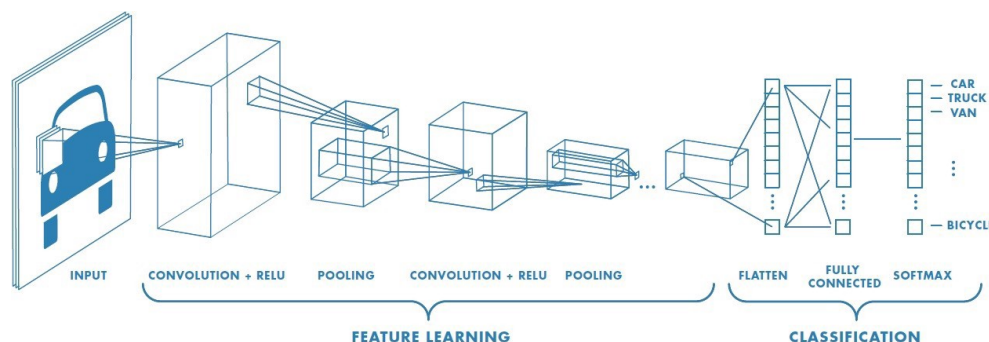 CAR
TRUCK
VAN
BICYCL
INPUT
CONVOLUTION + RELU
POOLING
CONVOLUTION + RELU
POOLING
FLATTEN
FULLY
CONNECTED
SOFTMAX
FEATURE LEARNING
CLASSIFICATION